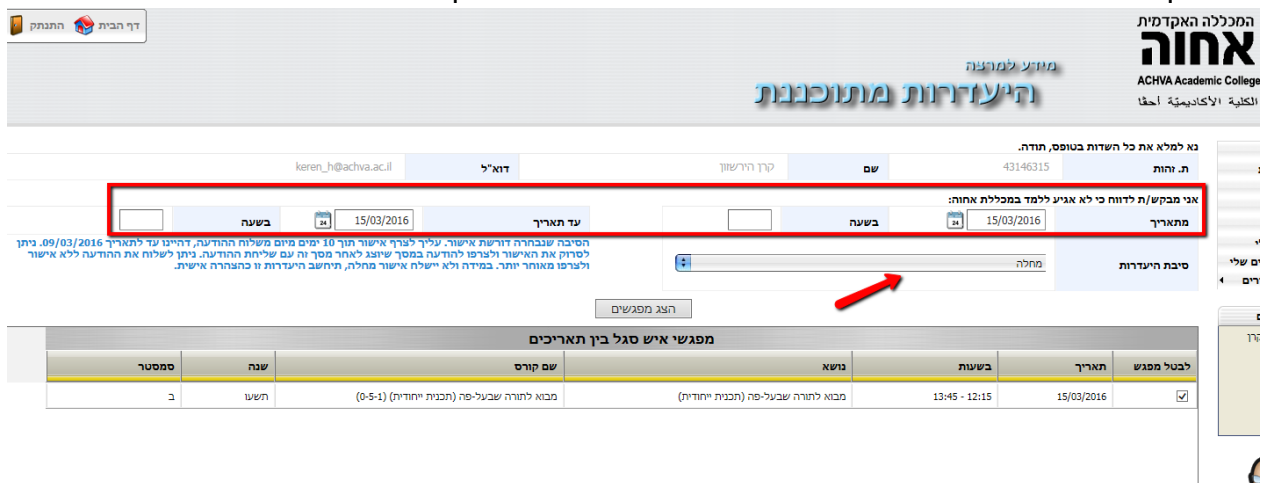 המכללה האקדמית
אחוה
ACHVA Academic College
الكلية الأكاديميّة أحفا
דף הבית התנתק
מידע למרצה
היעדרות מתוכננת
נא למלא את כל השדות בטופס, תודה.
ת. זהות 43146315 שם קרן הירשזון דוא"ל keren_h@achva.ac.il
אני מבקש/ת לדווח כי לא אגיע ללמד במכללת אחוה:
מתאריך 15/03/2016 24 בשעה עד תאריך 15/03/2016 24 בשעה
סיבת היעדרות מחלה
הסיבה שנבחרה דורשת אישור. עליך לצרף אישור תוך 10 ימים מיום משלוח ההודעה, דהיינו עד לתאריך 09/03/2016. ניתן
לסרוק את האישור ולצרפו להודעה במסך שיוצג לאחר מסך זה עם שליחת ההודעה. ניתן לשלוח את ההודעה ללא אישור
ולצרפו מאוחר יותר. במידה ולא יישלח אישור מחלה, תיחשב היעדרות זו כהצהרה אישית.
הצג מפגשים
מפגשי איש סגל בין תאריכים
לבטל מפגש תאריך בשעות נושא שם קורס שנה סמסטר
15/03/2016 12:15 - 13:45 מבוא לתורה שבעל-פה (תכנית ייחודית) מבוא לתורה שבעל-פה (תכנית ייחודית) (0-5-1) תשעו ב